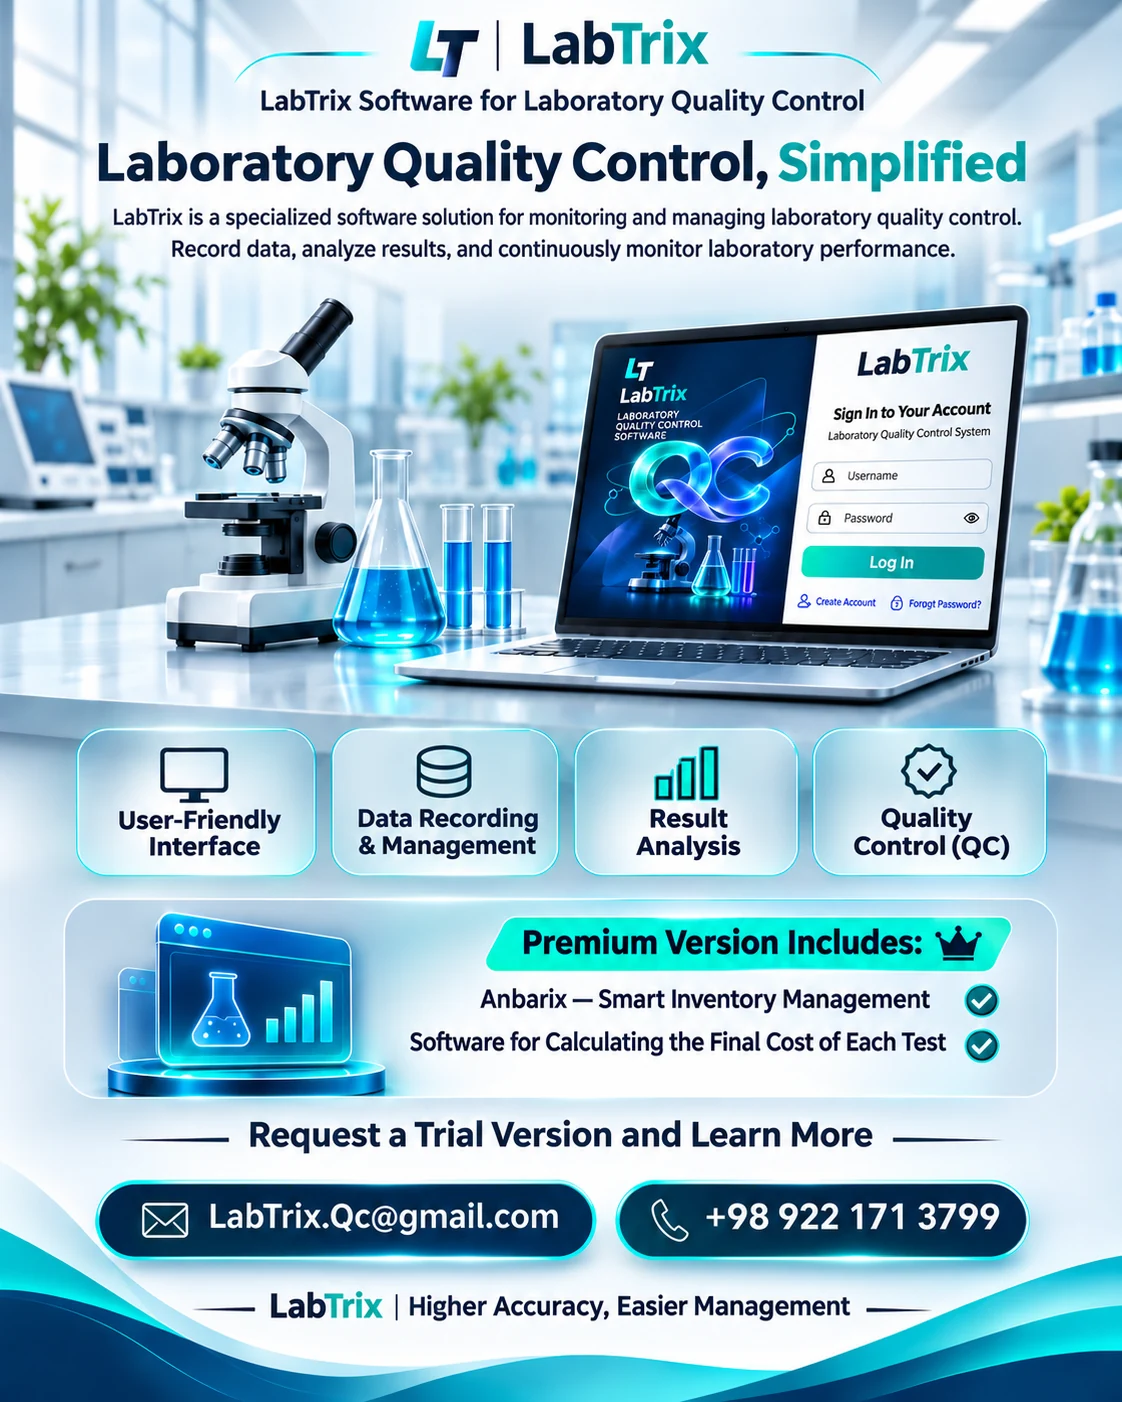 LT | LabTrix
LabTrix Software for Laboratory Quality Control
Laboratory Quality Control, Simplified
LabTrix is a specialized software solution for monitoring and managing laboratory quality control.
Record data, analyze results, and continuously monitor laboratory performance.
LT
LabTrix
LABORATORY
QUALITY CONTROL
SOFTWARE
QC
LabTrix
Sign In to Your Account
Laboratory Quality Control System
Username
Password
Log In
Create Account
Forogt Password?
User-Friendly
Interface
Data Recording
& Management
Result
Analysis
Quality
Control (QC)
Premium Version Includes:
Anbarix — Smart Inventory Management
Software for Calculating the Final Cost of Each Test
Request a Trial Version and Learn More
LabTrix.Qc@gmail.com
+98 922 171 3799
LabTrix | Higher Accuracy, Easier Management